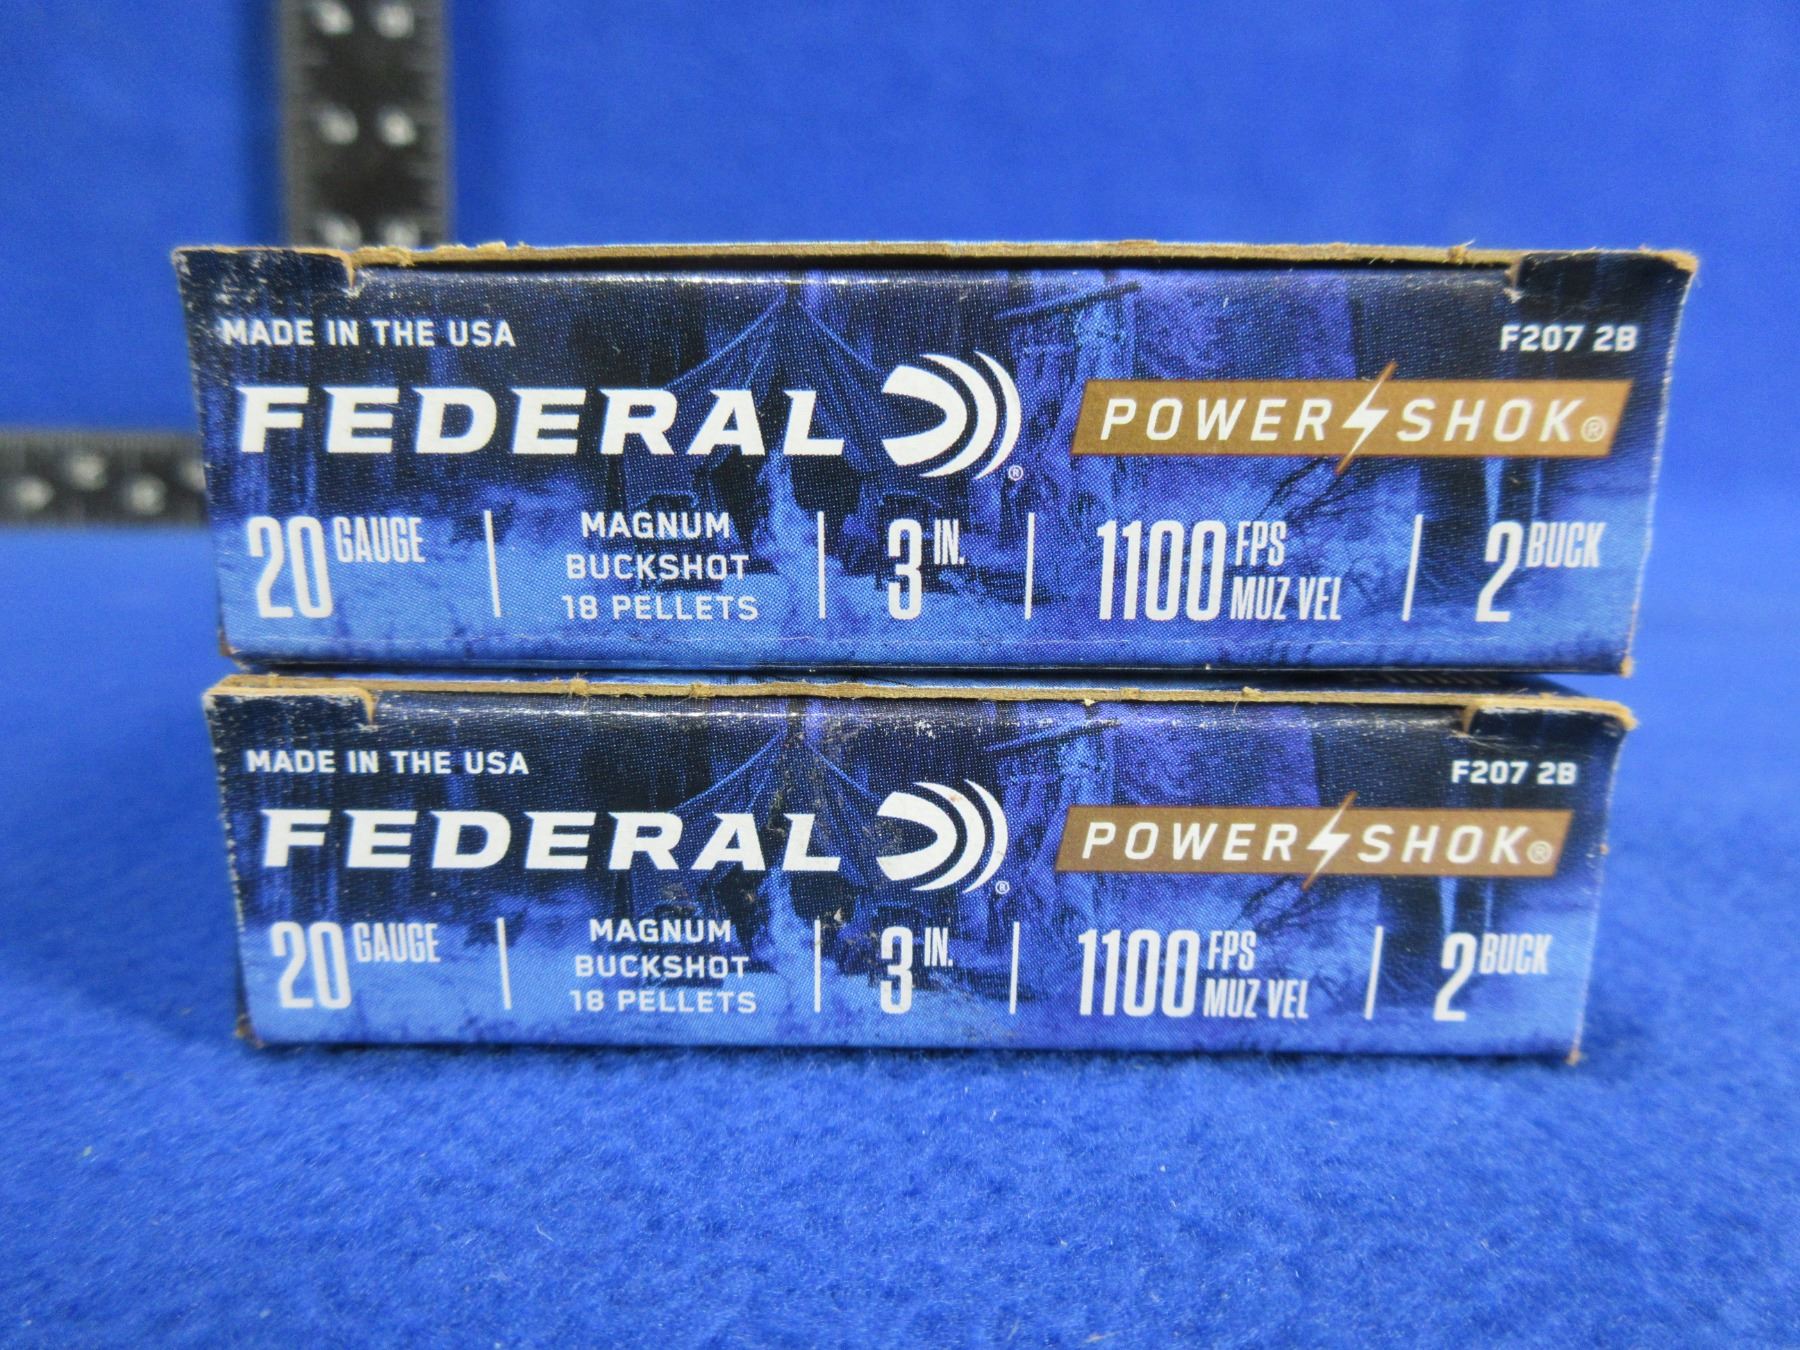 MADE IN THE USA
F207 2B
FEDERAL ®
POWER SHOK®
20 GAUGE
MAGNUM
BUCKSHOT
18 PELLETS
3 IN.
1100 FPS
MUZ VEL
2 BUCK
MADE IN THE USA
F207 2B
FEDERAL ®
POWER SHOK®
20 GAUGE
MAGNUM
BUCKSHOT
18 PELLETS
3 IN.
1100 FPS
MUZ VEL
2 BUCK